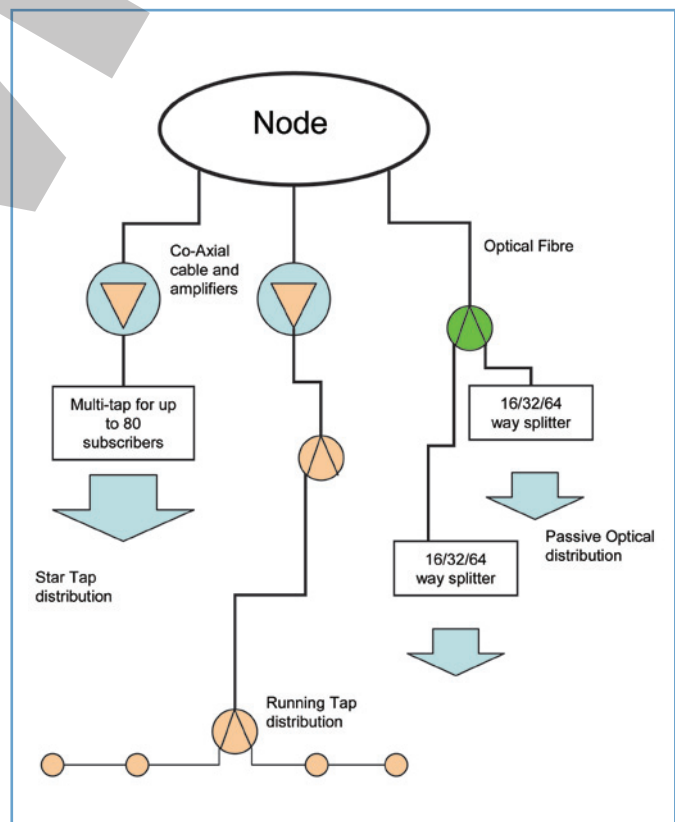 Node
Co-Axial
cable and
amplifiers
Optical Fibre
Multi-tap for up
to 80
subscribers
16/32/64
way splitter
Passive Optical
distribution
16/32/64
way splitter
Star Tap
distribution
Running Tap
distribution